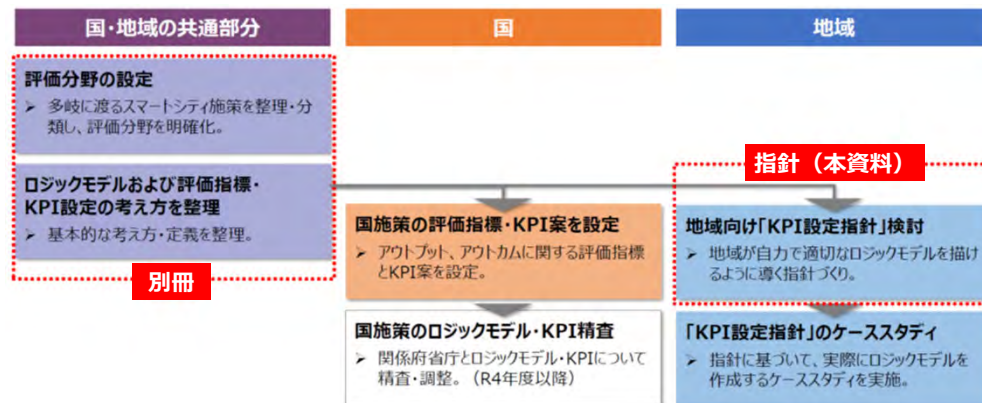 国・地域の共通部分
評価分野の設定
➢ 多岐に渡るスマートシティ施策を整理・分
類し、評価分野を明確化。
ロジックモデルおよび評価指標・
KPI設定の考え方を整理
➢ 基本的な考え方・定義を整理。
別冊
国
国施策の評価指標・KPI案を設定
➢ アウトプット、アウトカムに関する評価指標
とKPI案を設定。
国施策のロジックモデル・KPI精査
➢ 関係府省庁とロジックモデル・KPIについて
精査・調整。（R4年度以降）
地域
指針（本資料）
地域向け「KPI設定指針」検討
➢ 地域が自力で適切なロジックモデルを描け
るように導く指針づくり。
「KPI設定指針」のケーススタディ
➢ 指針に基づいて、実際にロジックモデルを
作成するケーススタディを実施。